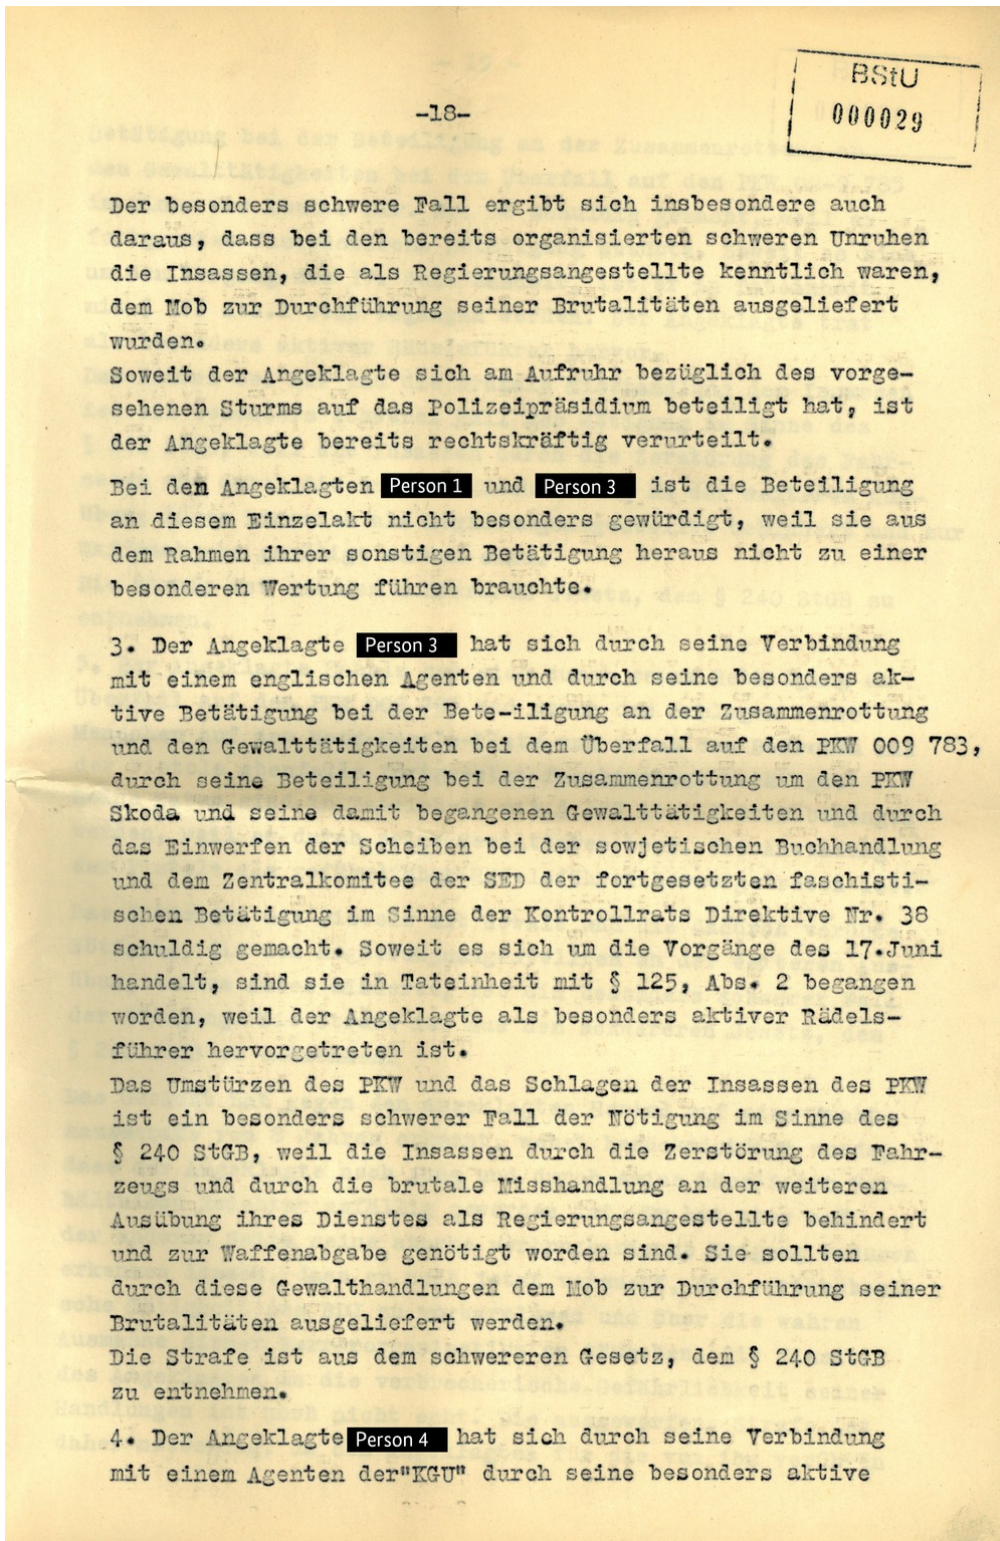 BStU
000029
-18-
Der besonders schwere Fall ergibt sich insbesondere auch
daraus, dass bei den bereits organisierten schweren Unruhen
die Insassen, die als Regierungsangestellte kenntlich waren,
dem Mob zur Durchführung seiner Brutalitäten ausgeliefert
wurden.
Soweit der Angeklagte sich am Aufruhr bezüglich des vorge-
sehenen Sturms auf das Polizeipräsidium beteiligt hat, ist
der Angeklagte bereits rechtskräftig verurteilt.
Bei den Angeklagten Person 1 und Person 3 ist die Beteiligung
an diesem Einzelakt nicht besonders gewürdigt, weil sie aus
dem Rahmen ihrer sonstigen Betätigung heraus nicht zu einer
besonderen Wertung führen brauchte.
3. Der Angeklagte Person 3 hat sich durch seine Verbindung
mit einem englischen Agenten und durch seine besonders ak-
tive Betätigung bei der Bete-iligung an der Zusammenrottung
und den Gewalttätigkeiten bei dem Überfall auf den PKW 009 783,
durch seine Beteiligung bei der Zusammenrottung um den PKW
Skoda und seine damit begangenen Gewalttätigkeiten und durch
das Einwerfen der Scheiben bei der sowjetischen Buchhandlung
und dem Zentralkomitee der SED der fortgesetzten faschisti-
schen Betätigung im Sinne der Kontrollrats Direktive Nr. 38
schuldig gemacht. Soweit es sich um die Vorgänge des 17.Juni
handelt, sind sie in Tateinheit mit § 125, Abs. 2 begangen
worden, weil der Angeklagte als besonders aktiver Rädels-
führer hervorgetreten ist.
Das Umstürzen des PKW und das Schlagen der Insassen des PKW
ist ein besonders schwerer Fall der Nötigung im Sinne des
§ 240 StGB, weil die Insassen durch die Zerstörung des Fahr-
zeugs und durch die brutale Misshandlung an der weiteren
Ausübung ihres Dienstes als Regierungsangestellte behindert
und zur Waffenabgabe genötigt worden sind. Sie sollten
durch diese Gewalthandlungen dem Mob zur Durchführung seiner
Brutalitäten ausgeliefert werden.
Die Strafe ist aus dem schwereren Gesetz, dem § 240 StGB
zu entnehmen.
4. Der Angeklagte Person 4 hat sich durch seine Verbindung
mit einem Agenten der"KGU" durch seine besonders aktive